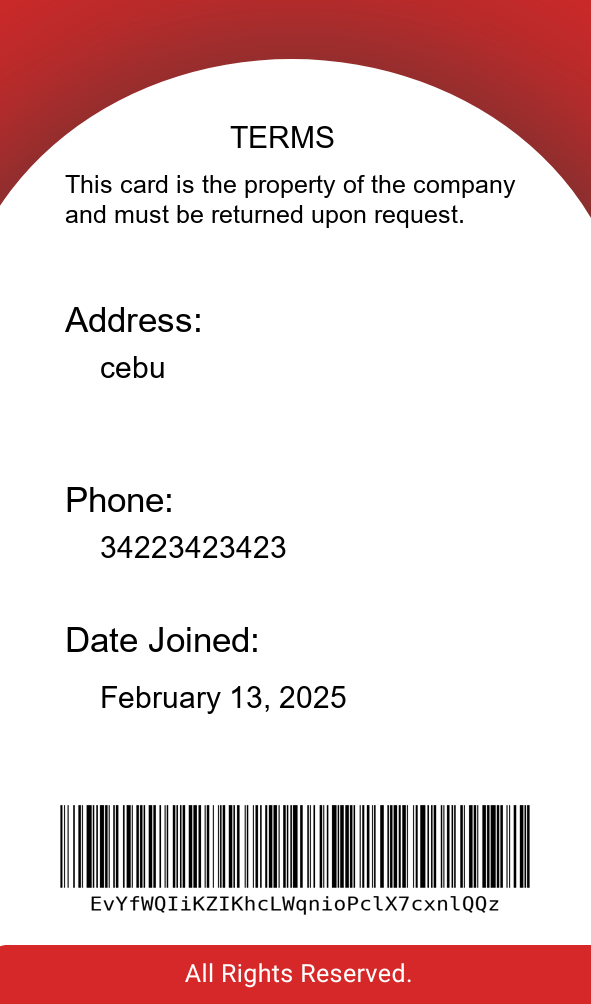 TERMS
This card is the property of the company
and must be returned upon request.
Address:
cebu
Phone:
34223423423
Date Joined:
February 13, 2025
EvYfWQIiKZIKhcLWqnioPclX7cxnlQQz
All Rights Reserved.